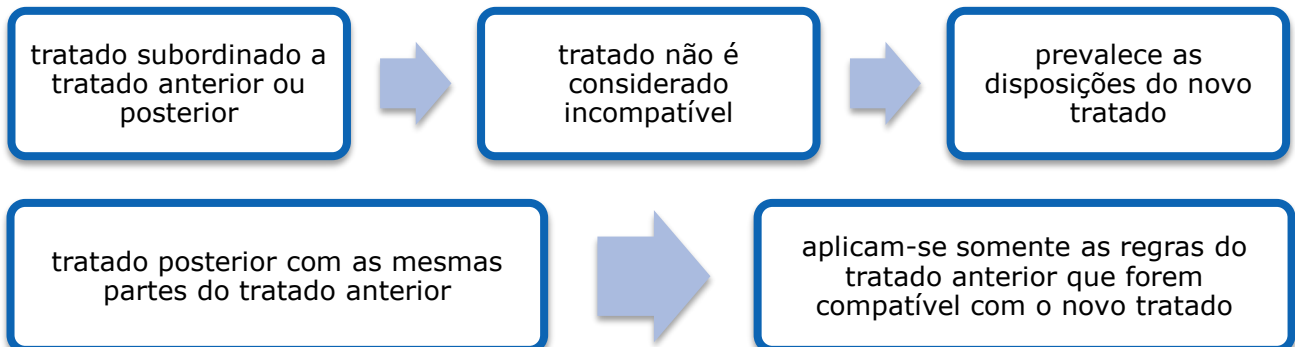 tratado subordinado a
tratado anterior ou
posterior
tratado não é
considerado
incompatível
prevalece as
disposições do novo
tratado
tratado posterior com as mesmas
partes do tratado anterior
aplicam-se somente as regras do
tratado anterior que forem
compatível com o novo tratado